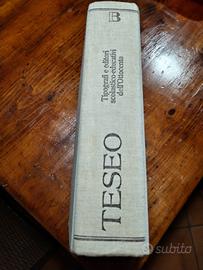 B
TESEO
Tipografi e editori
scolastico-educativi
dell'Ottocento
subito